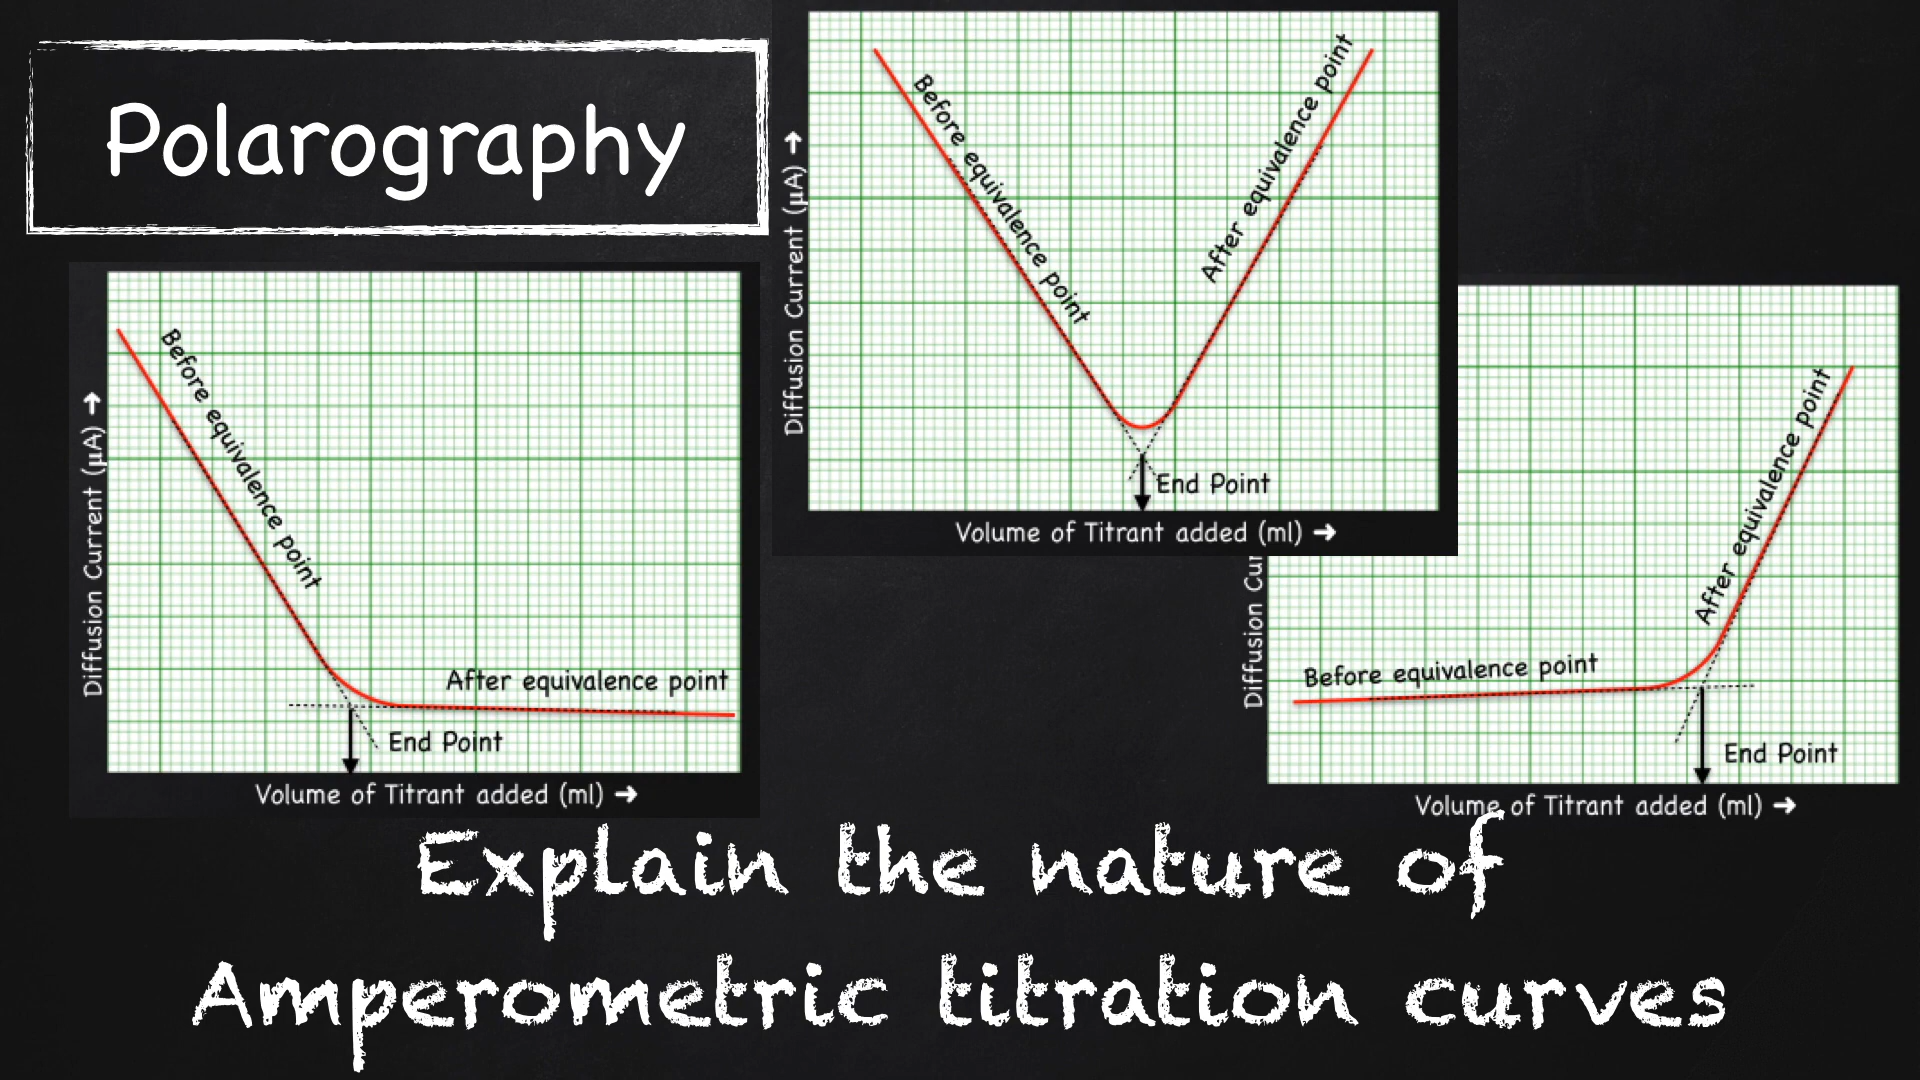 Polarography
Diffusion Current (µA) ➔
Before equivalence point
After equivalence point
End Point
Volume of Titrant added (ml) ➔
Diffusion Current (µA) ➔
Before equivalence point
After equivalence point
End Point
Volume of Titrant added (ml) ➔
Diffusion
Before equivalence point
After equivalence point
End Point
Volume of Titrant added (ml) ➔
Explain the nature of
Amperometric titration curves